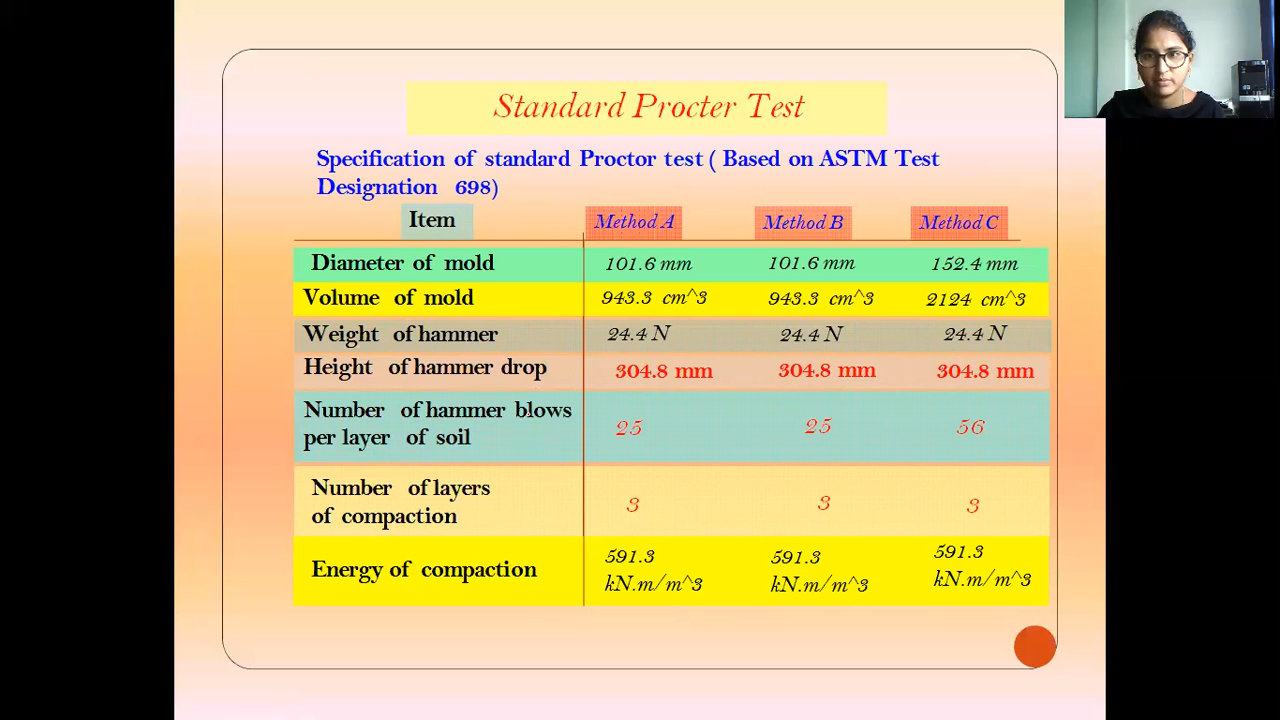 Standard Procter Test
Specification of standard Proctor test ( Based on ASTM Test
Designation 698)
Item Method A Method B Method C
Diameter of mold 101.6 mm 101.6 mm 152.4 mm
Volume of mold 943.3 cm^3 943.3 cm^3 2124 cm^3
Weight of hammer 24.4 N 24.4 N 24.4 N
Height of hammer drop 304.8 mm 304.8 mm 304.8 mm
Number of hammer blows
per layer of soil 25 25 56
Number of layers
of compaction 3 3 3
Energy of compaction 591.3 591.3 591.3
kN.m/m^3 kN.m/m^3 kN.m/m^3